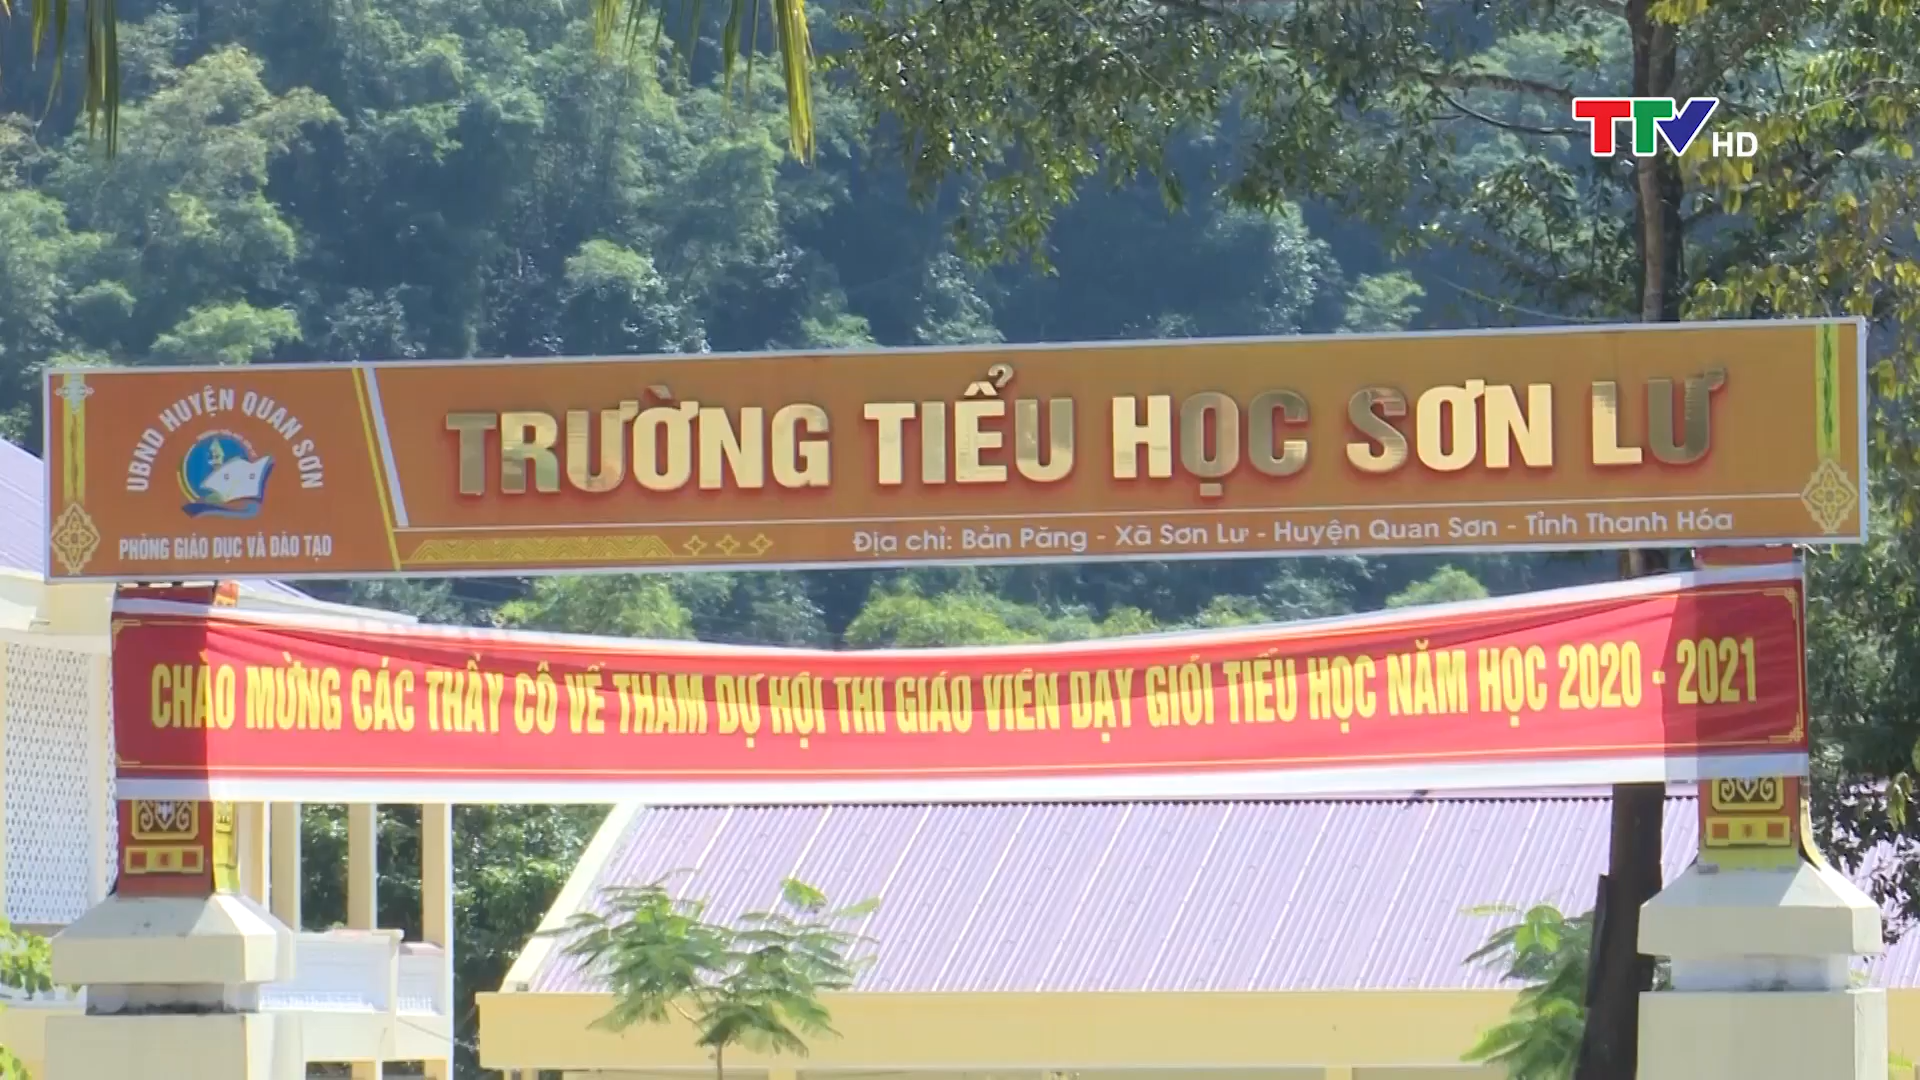 TTV HD
UBND HUYỆN QUAN SƠN
PHÒNG GIÁO DỤC VÀ ĐÀO TẠO
TRƯỜNG TIỂU HỌC SƠN LƯ
Địa chỉ: Bản Păng - Xã Sơn Lư - Huyện Quan Sơn - Tỉnh Thanh Hóa
CHÀO MỪNG CÁC THẦY CÔ VỀ THAM DỰ HỘI THI GIÁO VIÊN DẠY GIỎI TIỂU HỌC NĂM HỌC 2020 - 2021